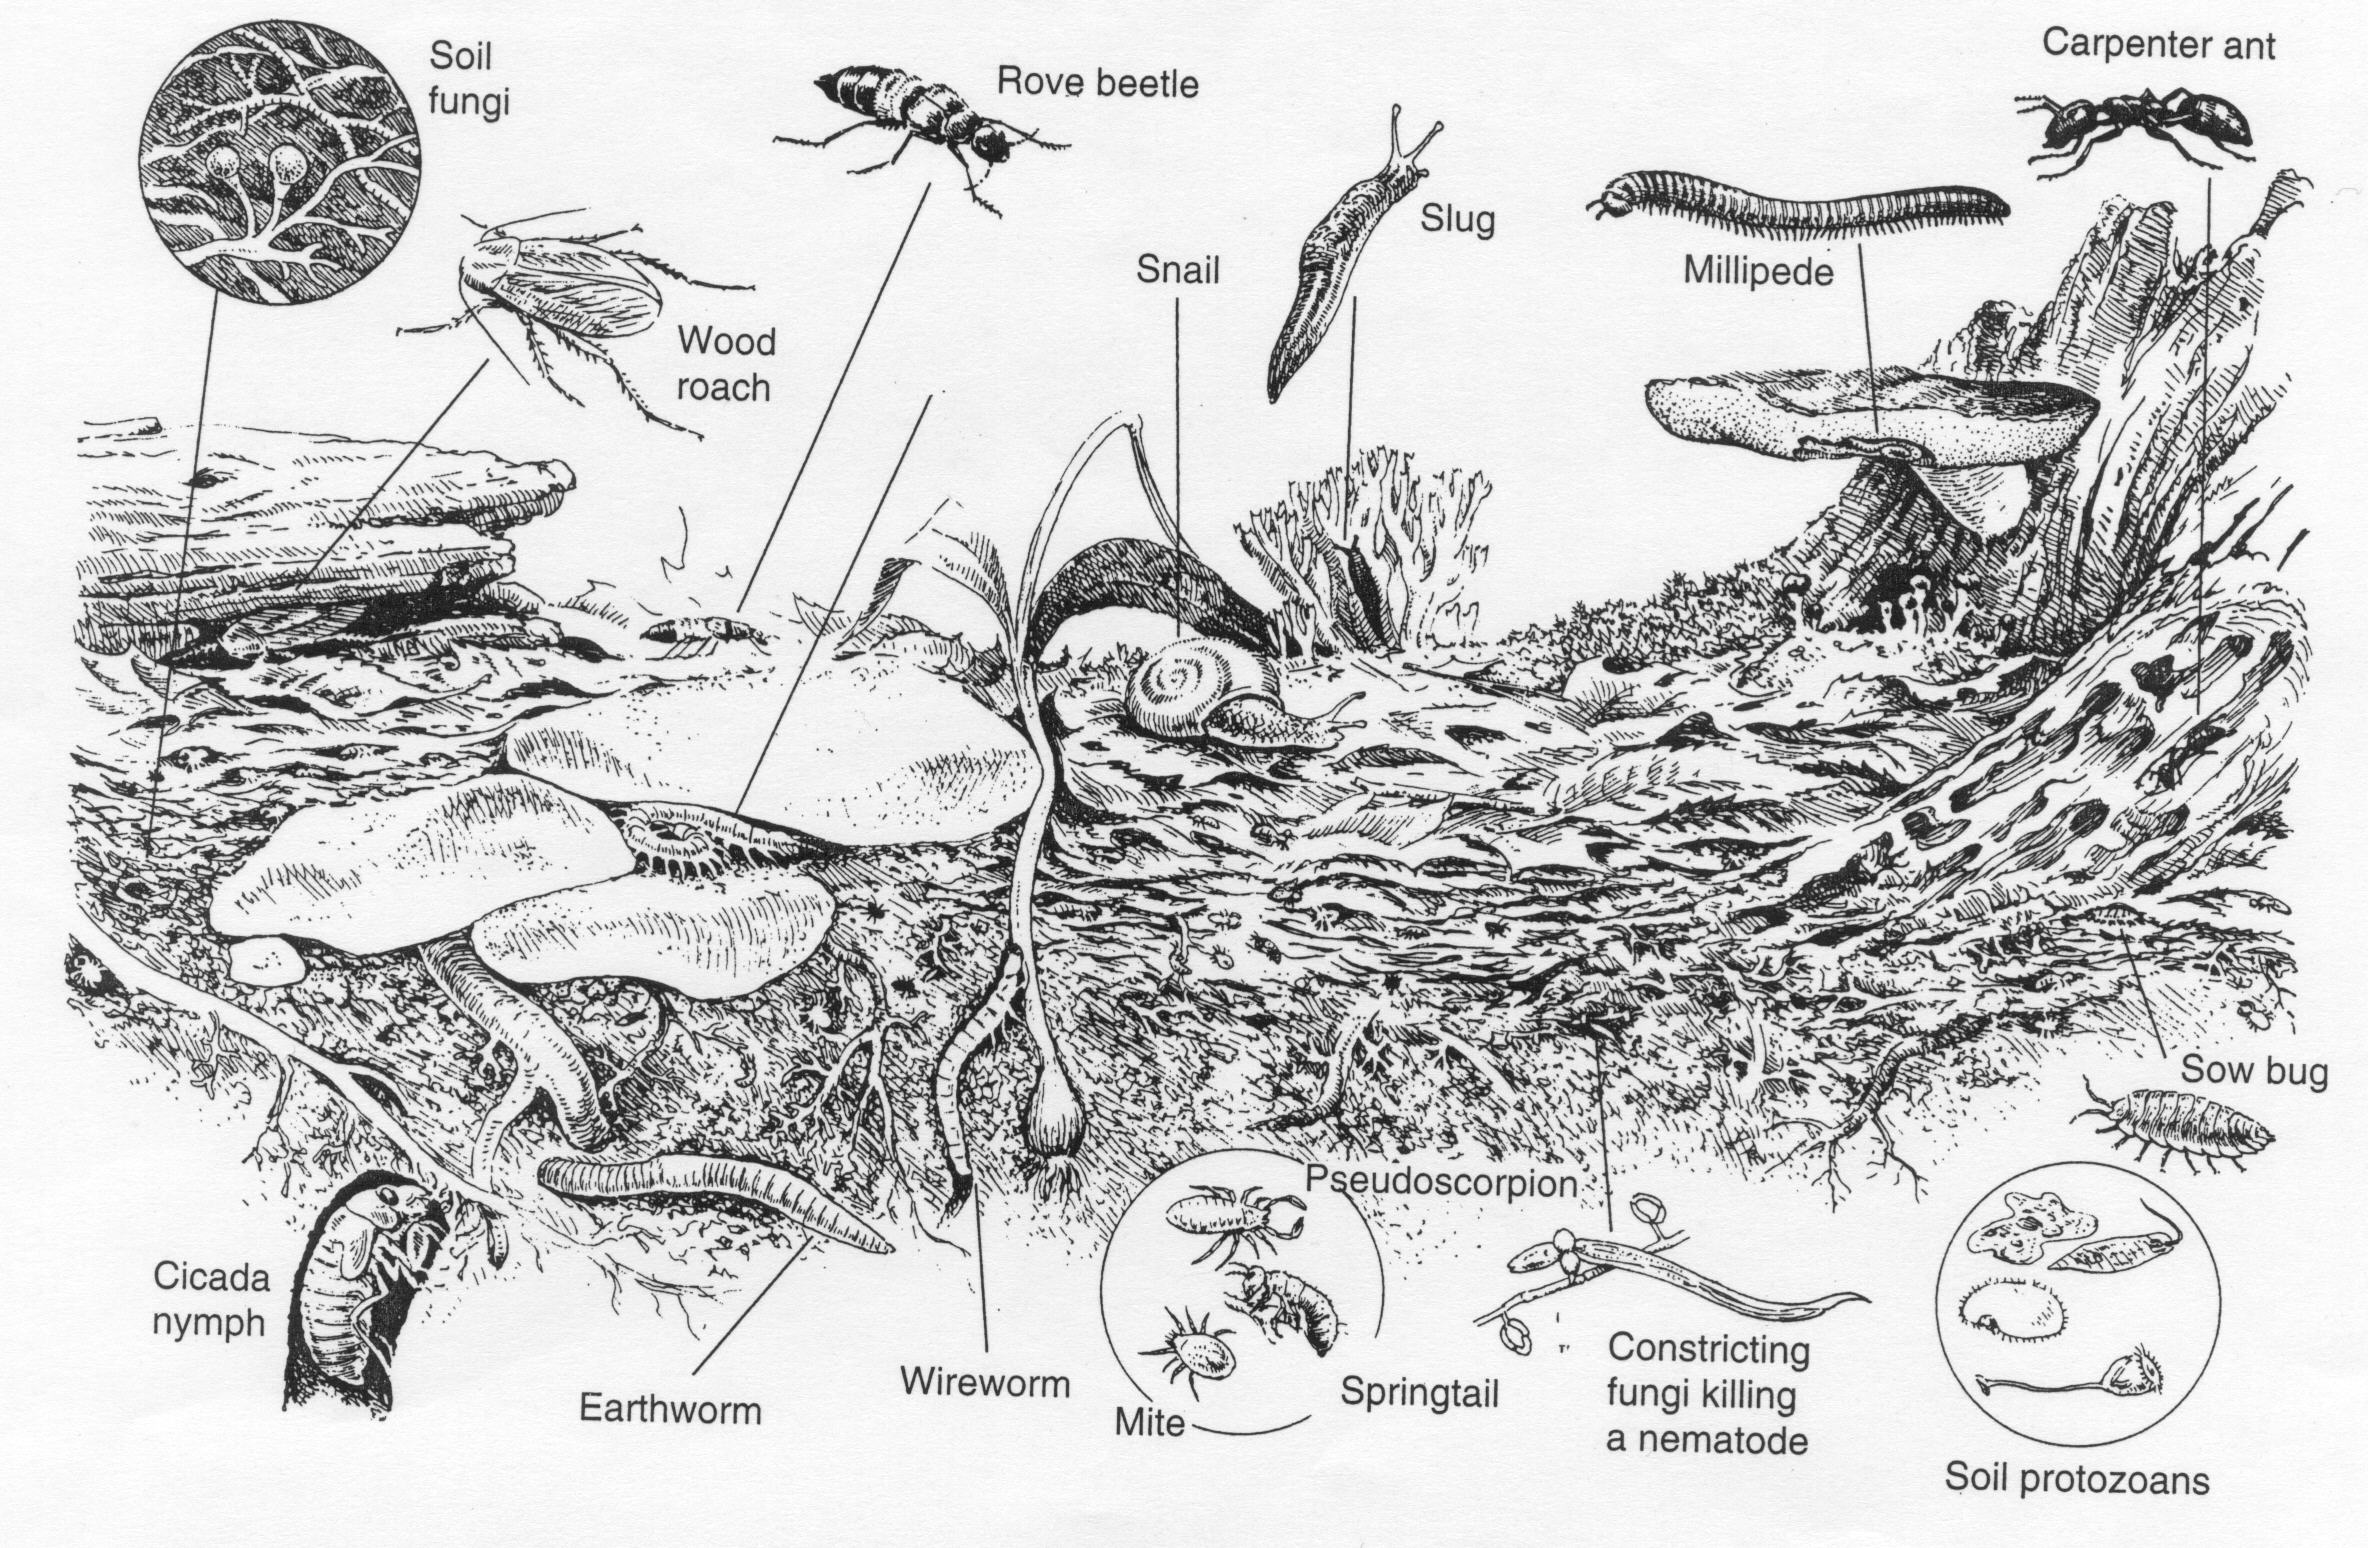 Soil
fungi
Rove beetle
Carpenter ant
Slug
Snail
Millipede
Wood
roach
Sow bug
Pseudoscorpion
Cicada
nymph
Earthworm
Wireworm
Mite
Springtail
Constricting
fungi killing
a nematode
Soil protozoans